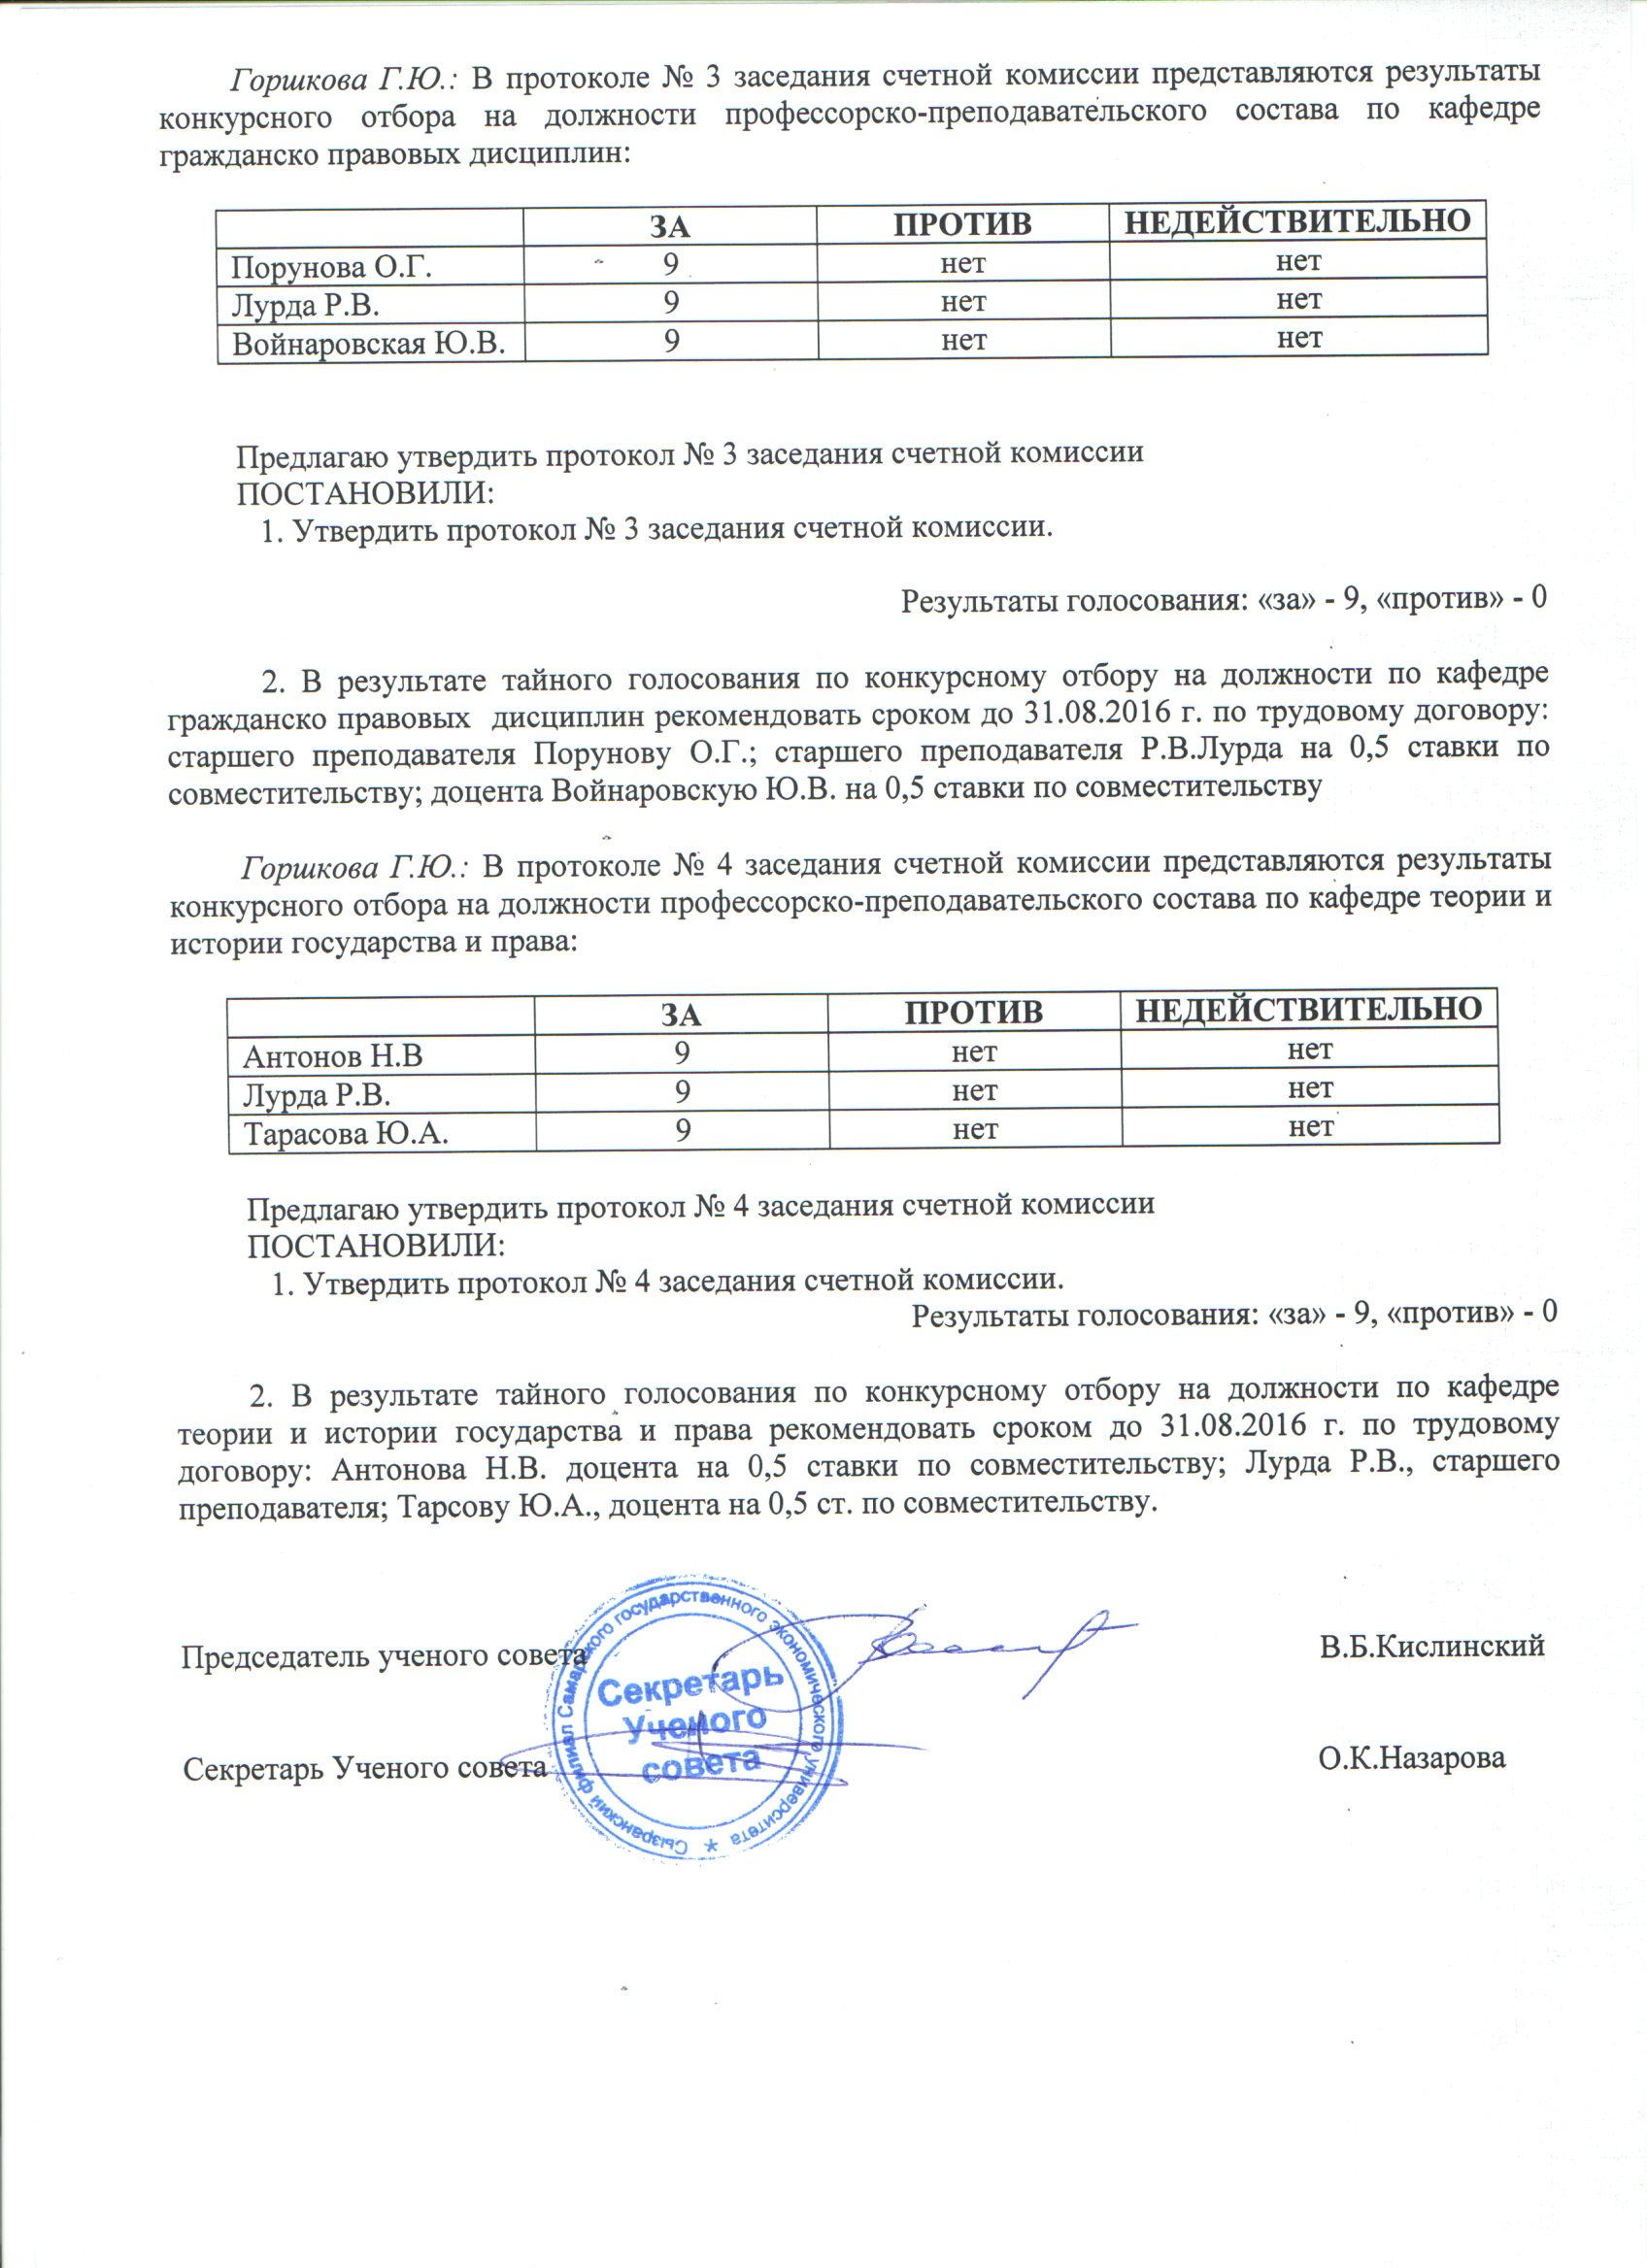 Горшкова Г.Ю.: В протоколе № 3 заседания счетной комиссии представляются результаты
конкурсного отбора на должности профессорско-преподавательского состава по кафедре
гражданско правовых дисциплин:
ЗА ПРОТИВ НЕДЕЙСТВИТЕЛЬНО
Порунова О.Г. 9 нет нет
Лурда Р.В. 9 нет нет
Войнаровская Ю.В. 9 нет нет
Предлагаю утвердить протокол № 3 заседания счетной комиссии
ПОСТАНОВИЛИ:
1. Утвердить протокол № 3 заседания счетной комиссии.
Результаты голосования: «за» - 9, «против» - 0
2. В результате тайного голосования по конкурсному отбору на должности по кафедре
гражданско правовых дисциплин рекомендовать сроком до 31.08.2016 г. по трудовому договору:
старшего преподавателя Порунову О.Г.; старшего преподавателя Р.В.Лурда на 0,5 ставки по
совместительству; доцента Войнаровскую Ю.В. на 0,5 ставки по совместительству
Горшкова Г.Ю.: В протоколе № 4 заседания счетной комиссии представляются результаты
конкурсного отбора на должности профессорско-преподавательского состава по кафедре теории и
истории государства и права:
ЗА ПРОТИВ НЕДЕЙСТВИТЕЛЬНО
Антонов Н.В 9 нет нет
Лурда Р.В. 9 нет нет
Тарасова Ю.А. 9 нет нет
Предлагаю утвердить протокол № 4 заседания счетной комиссии
ПОСТАНОВИЛИ:
1. Утвердить протокол № 4 заседания счетной комиссии.
Результаты голосования: «за» - 9, «против» - 0
2. В результате тайного голосования по конкурсному отбору на должности по кафедре
теории и истории государства и права рекомендовать сроком до 31.08.2016 г. по трудовому
договору: Антонова Н.В. доцента на 0,5 ставки по совместительству; Лурда Р.В., старшего
преподавателя; Тарсову Ю.А., доцента на 0,5 ст. по совместительству.
Председатель ученого совета В.Б.Кислинский
Секретарь Ученого совета О.К.Назарова
Сызранский филиал Самарского государственного экономического университета *
Секретарь
Ученого
совета